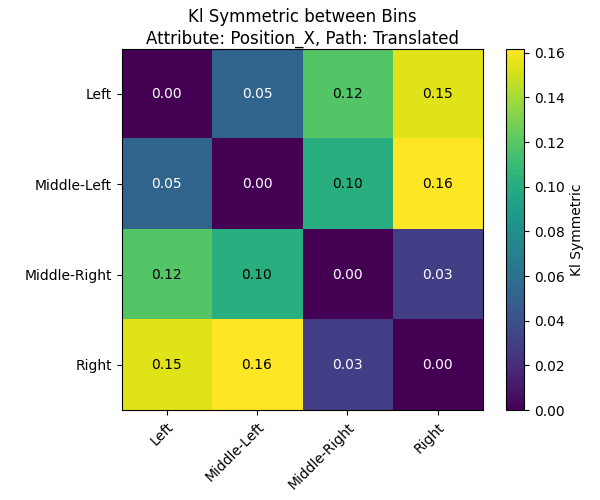 Kl Symmetric between Bins
Attribute: Position_X, Path: Translated
Left 0.00 0.05 0.12 0.15
Middle-Left 0.05 0.00 0.10 0.16
Middle-Right 0.12 0.10 0.00 0.03
Right 0.15 0.16 0.03 0.00
Left Middle-Left Middle-Right Right
0.16
0.14
0.12
0.10
0.08
0.06
0.04
0.02
0.00
Kl Symmetric